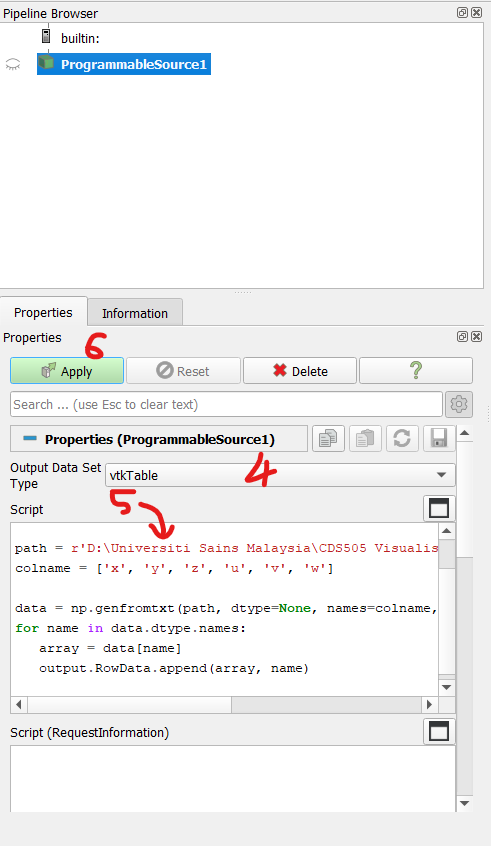 Pipeline Browser
builtin:
ProgrammableSource1
Properties
Information
Properties
6
Apply
Reset
Delete
?
Search ... (use Esc to clear text)
Properties (ProgrammableSource1)
4
Output Data Set
Type
vtkTable
5
Script
path = r'D:\Universiti Sains Malaysia\CDS505 Visualis
colname = ['x', 'y', 'z', 'u', 'v', 'w']
data = np.genfromtxt(path, dtype=None, names=colname,
for name in data.dtype.names:
array = data[name]
output.RowData.append(array, name)
Script (RequestInformation)